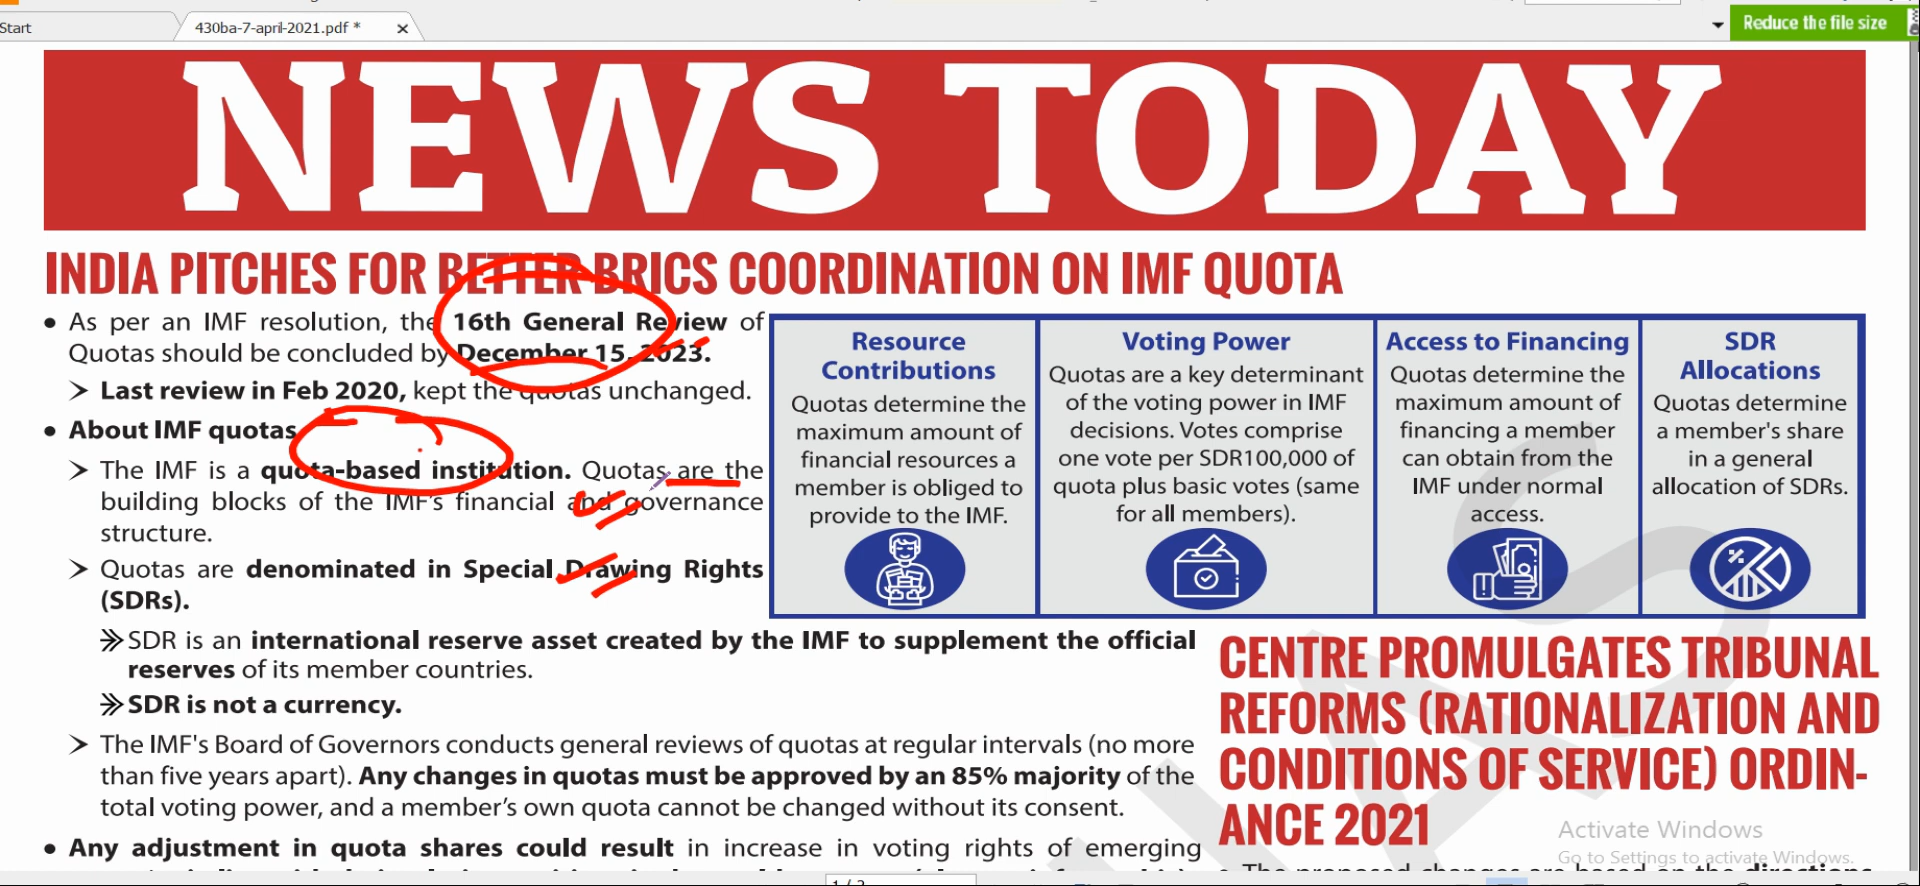 Start
430ba-7-april-2021.pdf *
Reduce the file size
NEWS TODAY
INDIA PITCHES FOR BETTER BRICS COORDINATION ON IMF QUOTA
• As per an IMF resolution, the 16th General Review of
Quotas should be concluded by December 15, 2023.
➢ Last review in Feb 2020, kept the quotas unchanged.
• About IMF quotas
➢ The IMF is a quota-based institution. Quotas are the
building blocks of the IMF's financial and governance
structure.
➢ Quotas are denominated in Special Drawing Rights
(SDRs).
SDR is an international reserve asset created by the IMF to supplement the official
reserves of its member countries.
SDR is not a currency.
➢ The IMF's Board of Governors conducts general reviews of quotas at regular intervals (no more
than five years apart). Any changes in quotas must be approved by an 85% majority of the
total voting power, and a member's own quota cannot be changed without its consent.
• Any adjustment in quota shares could result in increase in voting rights of emerging
Resource
Contributions
Quotas determine the
maximum amount of
financial resources a
member is obliged to
provide to the IMF.
Voting Power
Quotas are a key determinant
of the voting power in IMF
decisions. Votes comprise
one vote per SDR100,000 of
quota plus basic votes (same
for all members).
Access to Financing
Quotas determine the
maximum amount of
financing a member
can obtain from the
IMF under normal
access.
SDR
Allocations
Quotas determine
a member's share
in a general
allocation of SDRs.
CENTRE PROMULGATES TRIBUNAL
REFORMS (RATIONALIZATION AND
CONDITIONS OF SERVICE) ORDIN-
ANCE 2021
• The proposed changes are based on the directions
Activate Windows
Go to Settings to activate Windows.